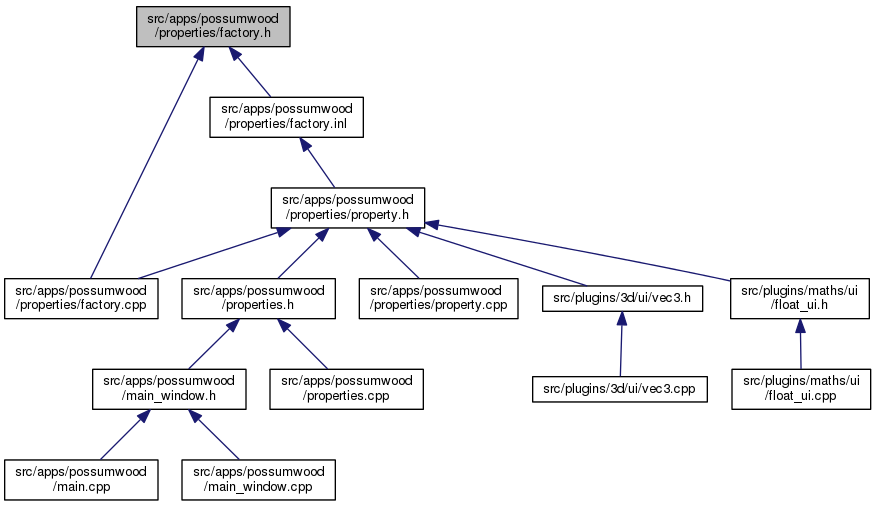 src/apps/possumwood
/properties/factory.h
src/apps/possumwood
/properties/factory.inl
src/apps/possumwood
/properties/property.h
src/apps/possumwood
/properties/factory.cpp
src/apps/possumwood
/properties.h
src/apps/possumwood
/properties/property.cpp
src/plugins/3d/ui/vec3.h
src/plugins/maths/ui
/float_ui.h
src/apps/possumwood
/main_window.h
src/apps/possumwood
/properties.cpp
src/plugins/3d/ui/vec3.cpp
src/plugins/maths/ui
/float_ui.cpp
src/apps/possumwood
/main.cpp
src/apps/possumwood
/main_window.cpp